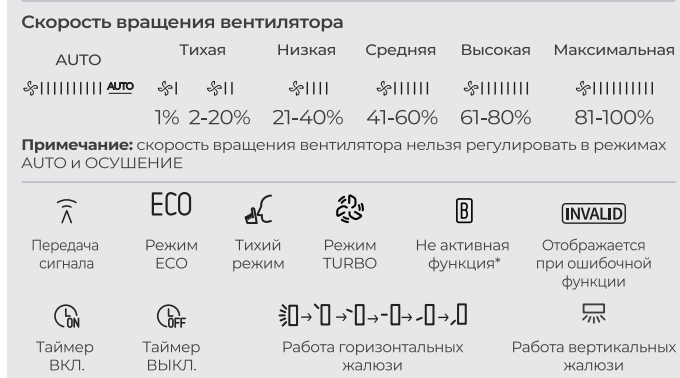 Скорость вращения вентилятора
AUTO Тихая Низкая Средняя Высокая Максимальная
AUTO
1% 2-20% 21-40% 41-60% 61-80% 81-100%
Примечание: скорость вращения вентилятора нельзя регулировать в режимах
AUTO и ОСУШЕНИЕ
ECO B INVALID
Передача Режим Тихий Режим Не активная Отображается
сигнала ECO режим TURBO функция* при ошибочной
функции
ON OFF
Таймер Таймер Работа горизонтальных Работа вертикальных
ВКЛ. ВЫКЛ. жалюзи жалюзи